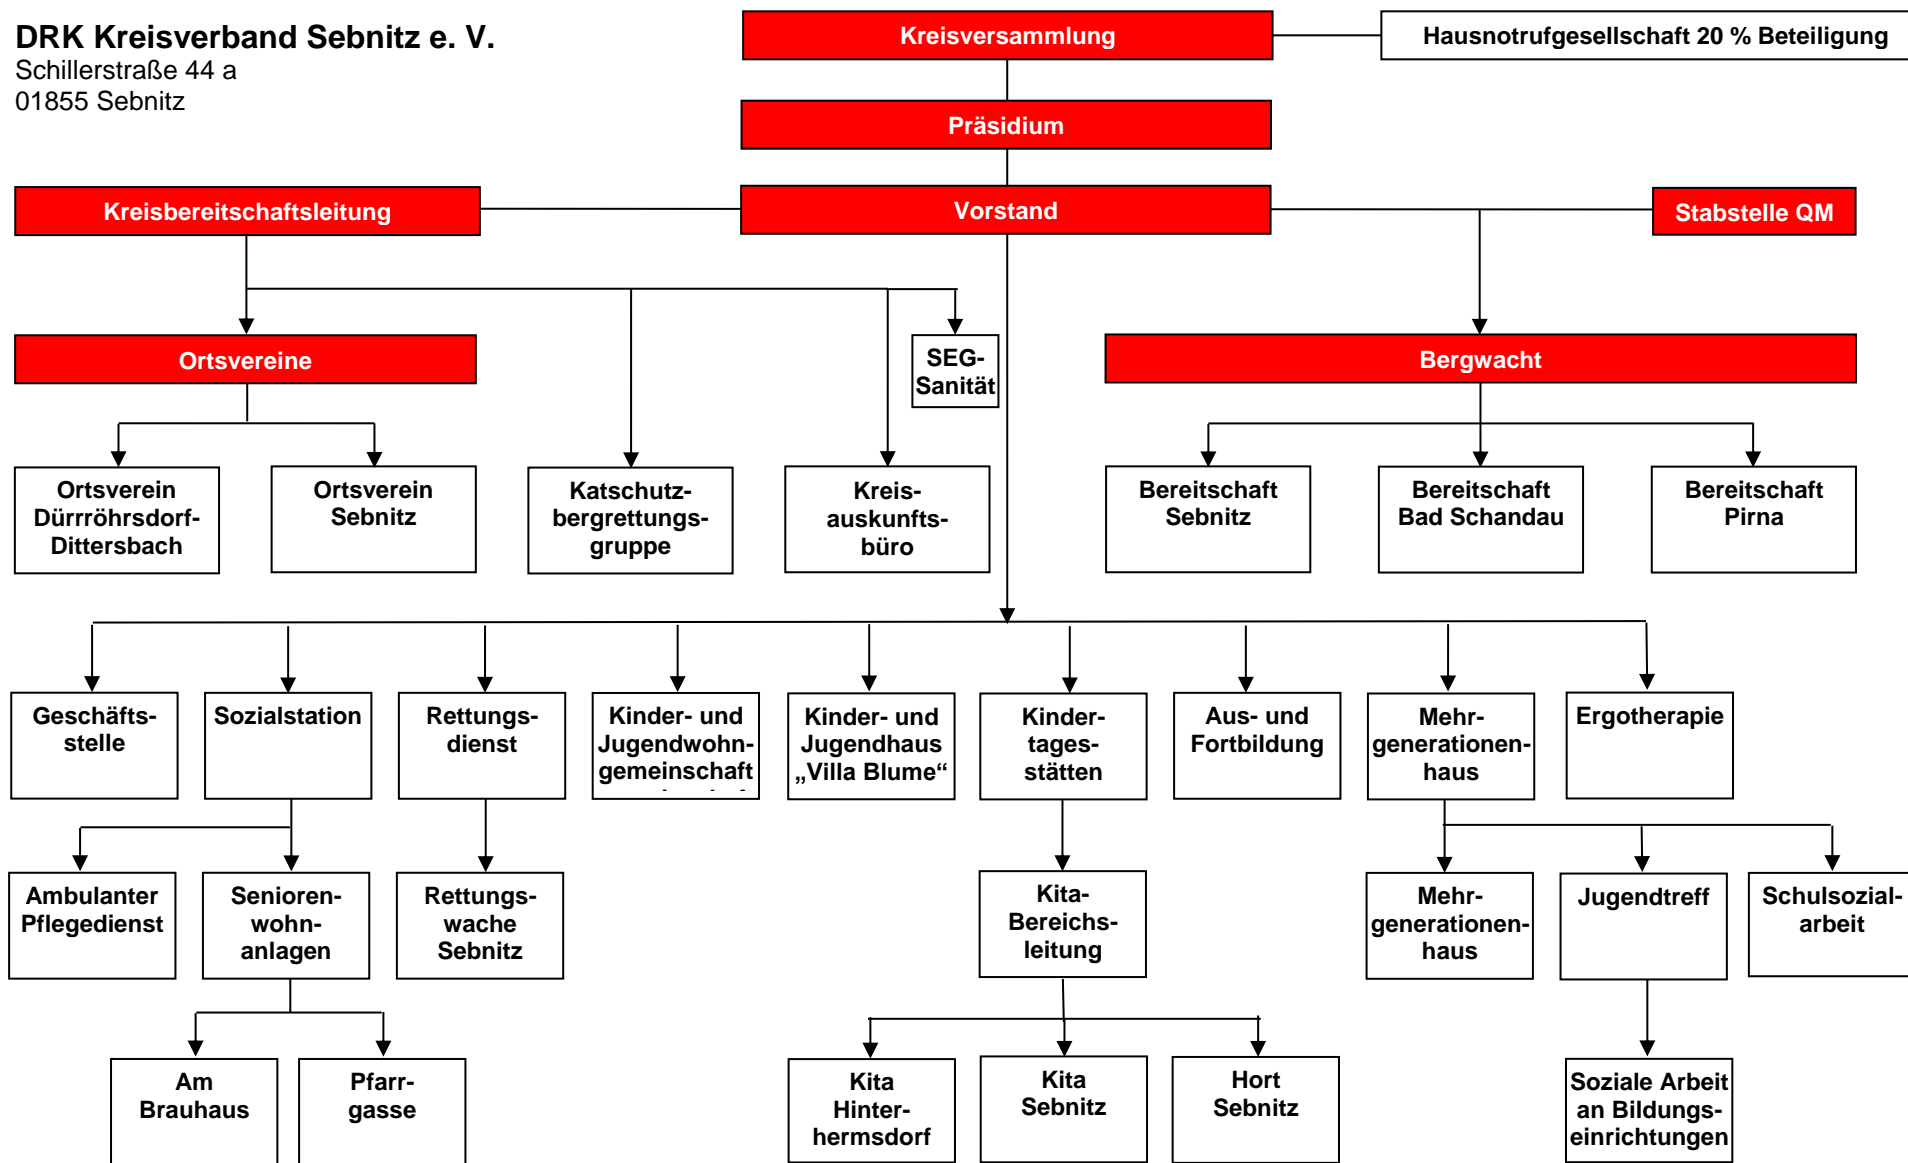 DRK Kreisverband Sebnitz e. V.
Schillerstraße 44 a
01855 Sebnitz
Kreisversammlung
Hausnotrufgesellschaft 20 % Beteiligung
Präsidium
Kreisbereitschaftsleitung
Vorstand
Stabstelle QM
Ortsvereine
SEG-
Sanität
Bergwacht
Ortsverein
Dürrröhrsdorf-
Dittersbach
Ortsverein
Sebnitz
Katschutz-
bergrettungs-
gruppe
Kreis-
auskunfts-
büro
Bereitschaft
Sebnitz
Bereitschaft
Bad Schandau
Bereitschaft
Pirna
Geschäfts-
stelle
Sozialstation
Rettungs-
dienst
Kinder- und
Jugendwohn-
gemeinschaft
Kinder- und
Jugendhaus
„Villa Blume“
Kinder-
tages-
stätten
Aus- und
Fortbildung
Mehr-
generationen-
haus
Ergotherapie
Ambulanter
Pflegedienst
Senioren-
wohn-
anlagen
Rettungs-
wache
Sebnitz
Kita-
Bereichs-
leitung
Mehr-
generationen-
haus
Jugendtreff
Schulsozial-
arbeit
Am
Brauhaus
Pfarr-
gasse
Kita
Hinter-
hermsdorf
Kita
Sebnitz
Hort
Sebnitz
Soziale Arbeit
an Bildungs-
einrichtungen